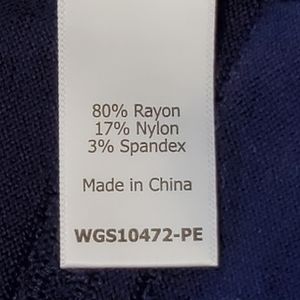 80% Rayon
17% Nylon
3% Spandex
Made in China
WGS10472-PE